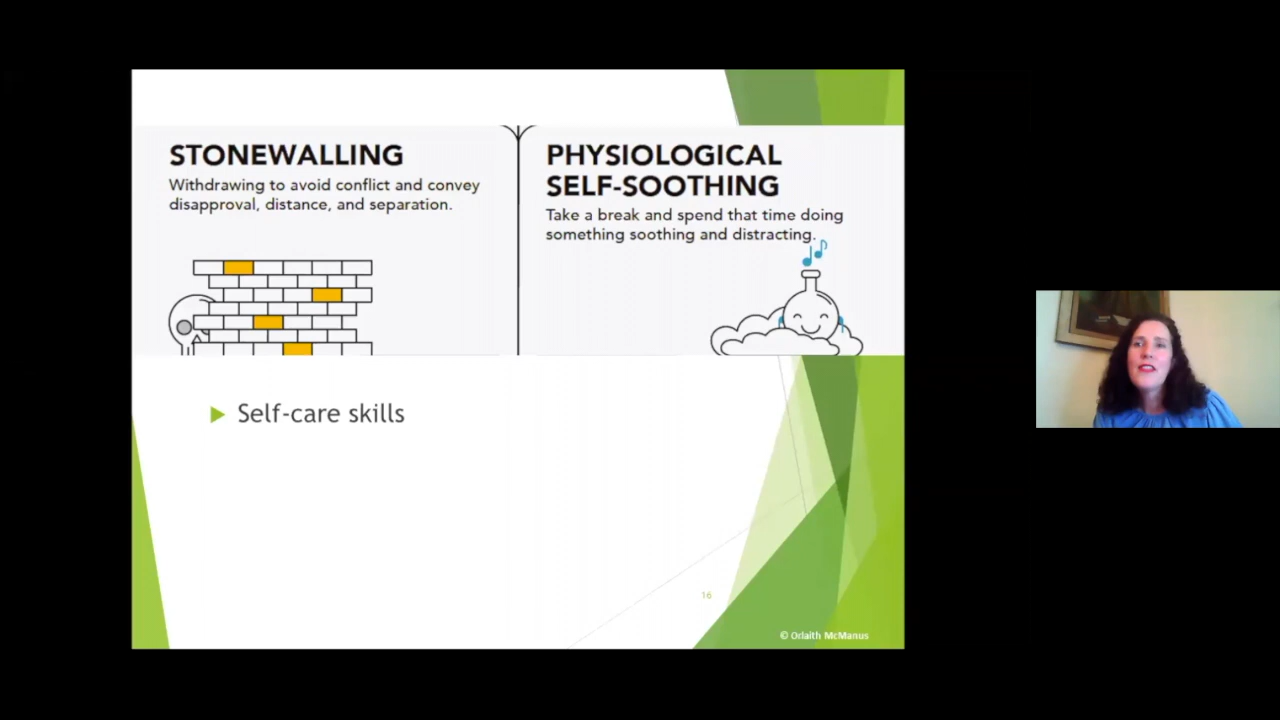 STONEWALLING
Withdrawing to avoid conflict and convey
disapproval, distance, and separation.
PHYSIOLOGICAL
SELF-SOOTHING
Take a break and spend that time doing
something soothing and distracting.
Self-care skills
16
© Orlaith McManus